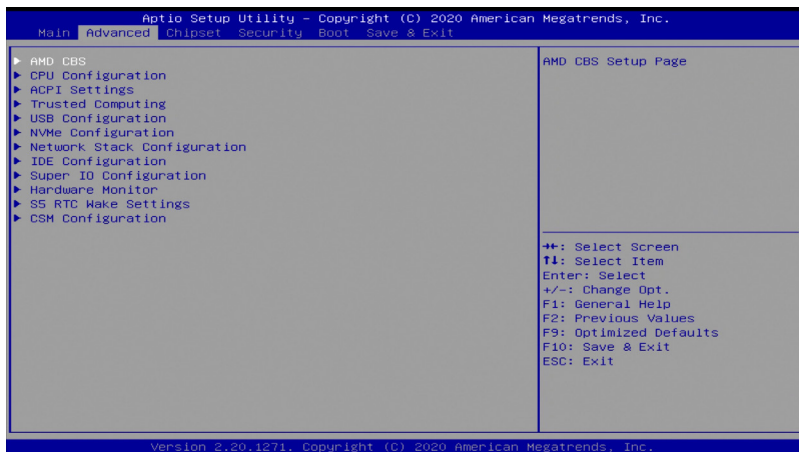 Aptio Setup Utility – Copyright (C) 2020 American Megatrends, Inc.
Main Advanced Chipset Security Boot Save & Exit
▶ AMD CBS
▶ CPU Configuration
▶ ACPI Settings
▶ Trusted Computing
▶ USB Configuration
▶ NVMe Configuration
▶ Network Stack Configuration
▶ IDE Configuration
▶ Super IO Configuration
▶ Hardware Monitor
▶ S5 RTC Wake Settings
▶ CSM Configuration
AMD CBS Setup Page
→←: Select Screen
↑↓: Select Item
Enter: Select
+/-: Change Opt.
F1: General Help
F2: Previous Values
F9: Optimized Defaults
F10: Save & Exit
ESC: Exit
Version 2.20.1271. Copyright (C) 2020 American Megatrends, Inc.